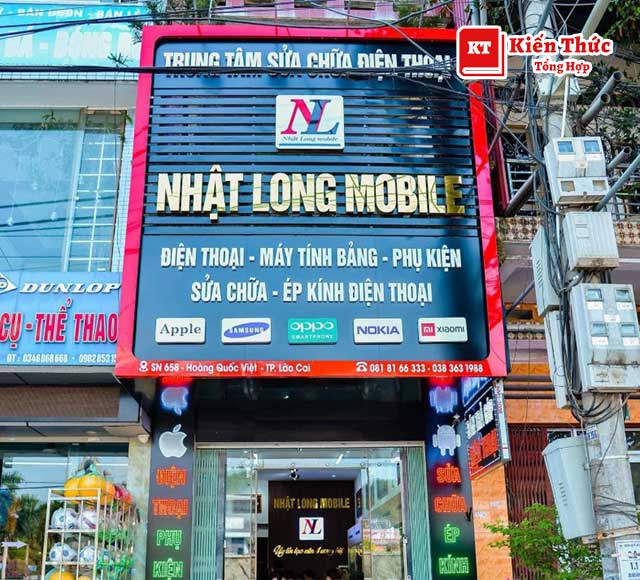 KT Kiến Thức
Tổng Hợp
TRUNG TÂM SỬA CHỮA ĐIỆN THOẠI
NL
Nhật Long mobile
NHẬT LONG MOBILE
ĐIỆN THOẠI - MÁY TÍNH BẢNG - PHỤ KIỆN
SỬA CHỮA - ÉP KÍNH ĐIỆN THOẠI
Apple SAMSUNG OPPO NOKIA MI XIAOMI
SMARTPHONE
SN 658 - Hoàng Quốc Việt - TP. Lào Cai 081 81 66 333 - 038 363 1988
DUNLOP
CỤ - THỂ THAO
ĐIỆN
THOẠI
PHỤ
KIỆN
NHẬT LONG MOBILE
NL
SỬA
CHỮA
ÉP
KÍNH